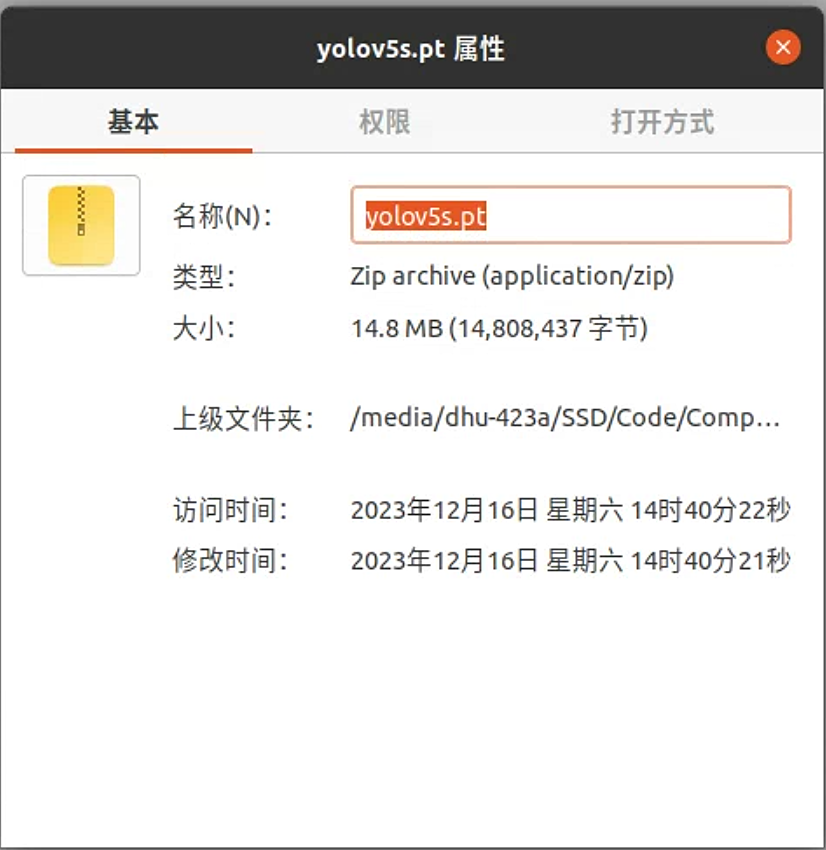 yolov5s.pt 属性
基本 权限 打开方式
名称(N)： yolov5s.pt
类型： Zip archive (application/zip)
大小： 14.8 MB (14,808,437 字节)
上级文件夹： /media/dhu-423a/SSD/Code/Comp…
访问时间： 2023年12月16日 星期六 14时40分22秒
修改时间： 2023年12月16日 星期六 14时40分21秒